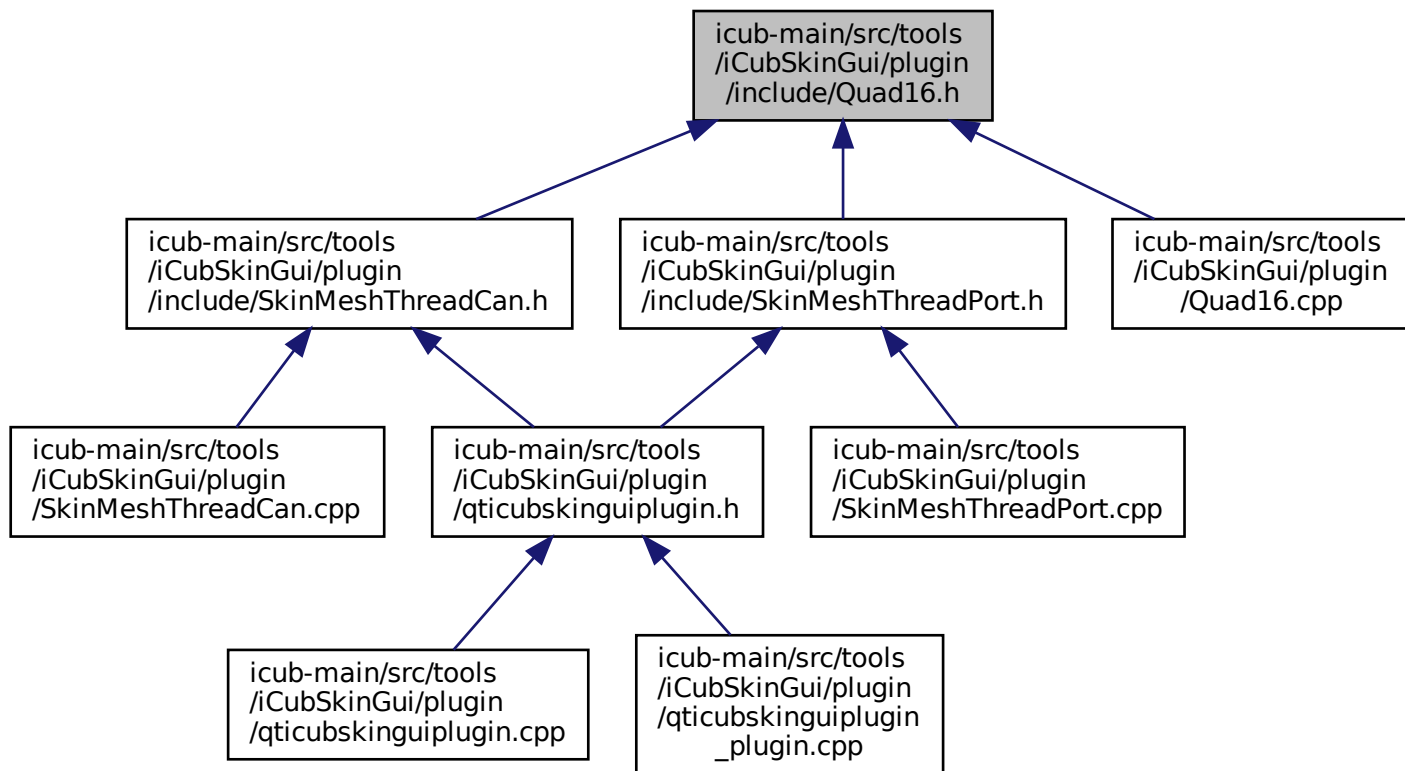 icub-main/src/tools
/iCubSkinGui/plugin
/include/Quad16.h
icub-main/src/tools
/iCubSkinGui/plugin
/include/SkinMeshThreadCan.h
icub-main/src/tools
/iCubSkinGui/plugin
/include/SkinMeshThreadPort.h
icub-main/src/tools
/iCubSkinGui/plugin
/Quad16.cpp
icub-main/src/tools
/iCubSkinGui/plugin
/SkinMeshThreadCan.cpp
icub-main/src/tools
/iCubSkinGui/plugin
/qticubskinguiplugin.h
icub-main/src/tools
/iCubSkinGui/plugin
/SkinMeshThreadPort.cpp
icub-main/src/tools
/iCubSkinGui/plugin
/qticubskinguiplugin.cpp
icub-main/src/tools
/iCubSkinGui/plugin
/qticubskinguiplugin
_plugin.cpp